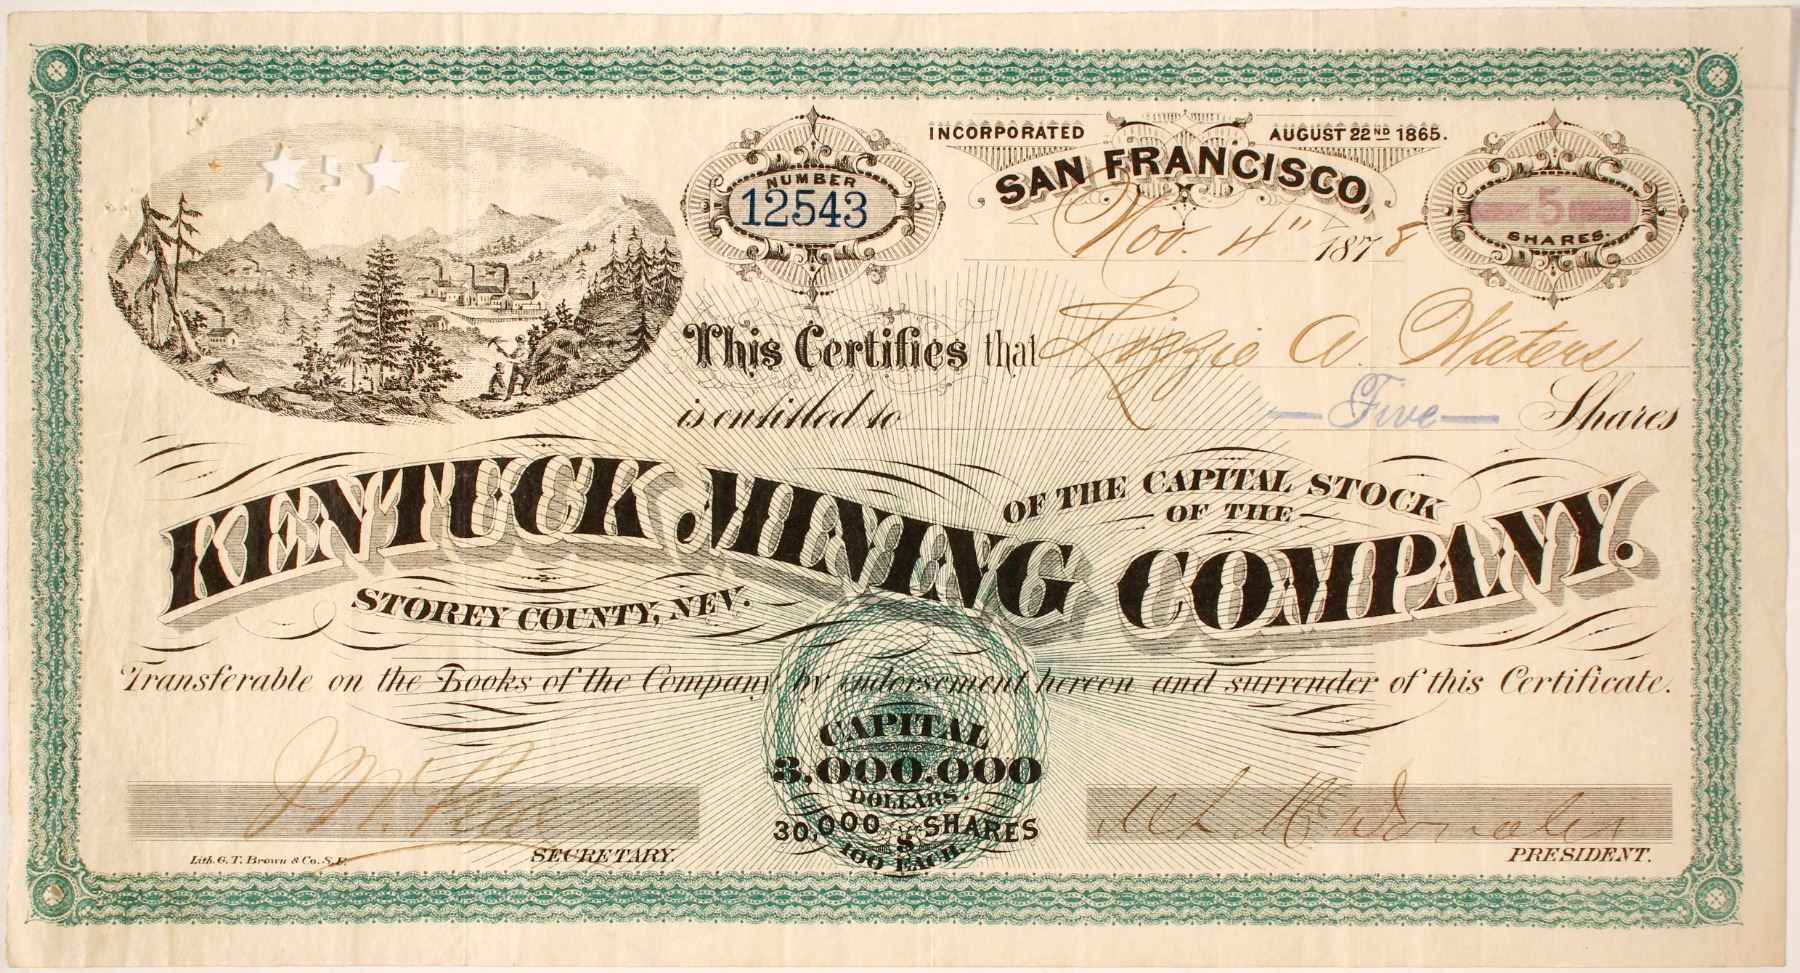 ★ 5 ★
NUMBER
12543
INCORPORATED AUGUST 22ND 1865.
SAN FRANCISCO,
Nov. 4" 1878
5
SHARES.
This Certifies that Lizzie A. Waters
is entitled to — Five — Shares
OF THE CAPITAL STOCK
OF THE
KENTUCK MINING COMPANY.
STOREY COUNTY, NEV.
Transferable on the Books of the Company by endorsement hereon and surrender of this Certificate.
CAPITAL
3,000,000
DOLLARS.
30,000 SHARES
$
100 EACH.
Lith. G. T. Brown & Co. S.F.
SECRETARY.
PRESIDENT.